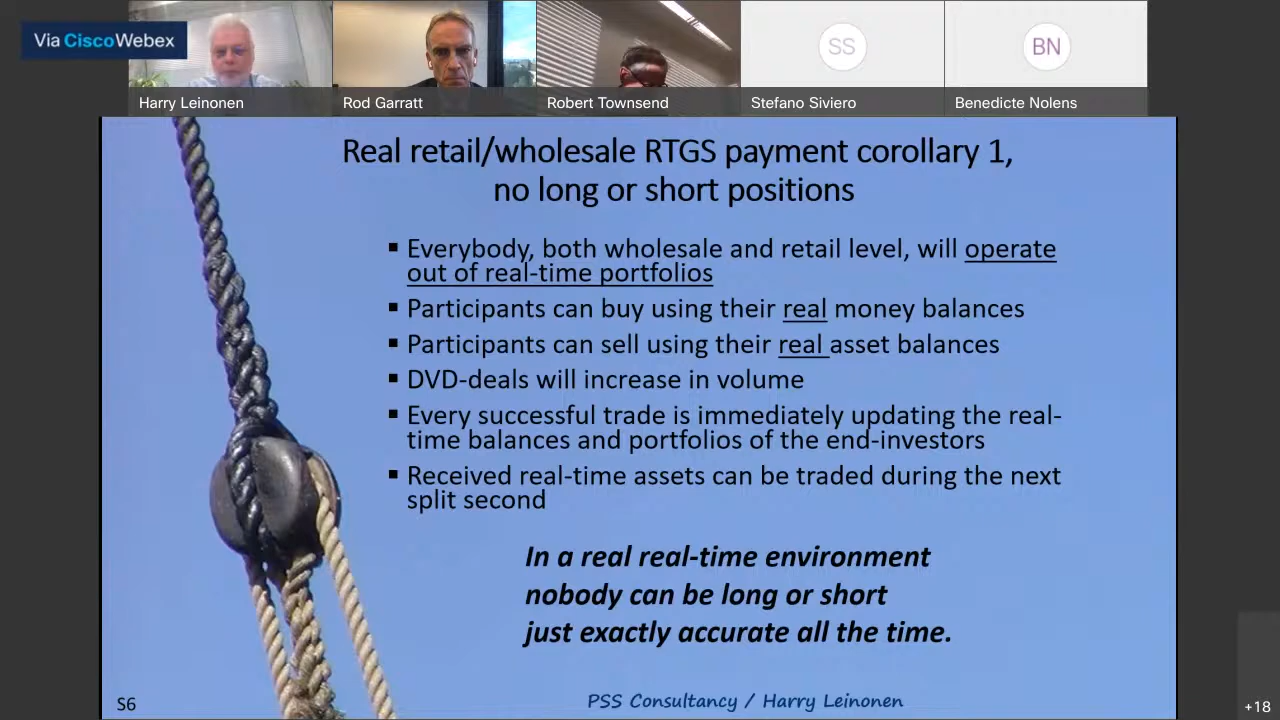 Via Cisco Webex
Harry Leinonen
Rod Garratt
Robert Townsend
SS
Stefano Siviero
BN
Benedicte Nolens
Real retail/wholesale RTGS payment corollary 1,
no long or short positions
▪ Everybody, both wholesale and retail level, will operate
out of real-time portfolios
▪ Participants can buy using their real money balances
▪ Participants can sell using their real asset balances
▪ DVD-deals will increase in volume
▪ Every successful trade is immediately updating the real-
time balances and portfolios of the end-investors
▪ Received real-time assets can be traded during the next
split second
In a real real-time environment
nobody can be long or short
just exactly accurate all the time.
S6
PSS Consultancy / Harry Leinonen
+18